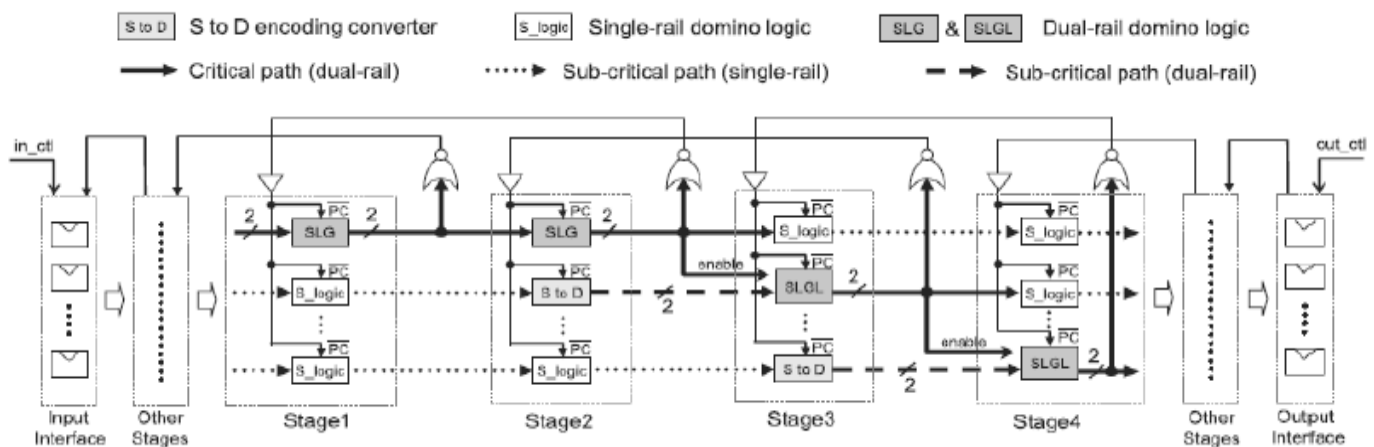 S to D S to D encoding converter S_logic Single-rail domino logic SLG & SLGL Dual-rail domino logic
Critical path (dual-rail) Sub-critical path (single-rail) Sub-critical path (dual-rail)
in_ctl cut_ctl
PC PC PC PC
2 SLG 2 SLG 2 S_logic S_logic
PC PC enable PC PC
S_logic S to D 2 SLGL 2 S_logic
PC PC PC enable PC
S_logic S_logic S to D 2 SLGL 2
Stage1 Stage2 Stage3 Stage4
Input Interface Other Stages Other Stages Output Interface